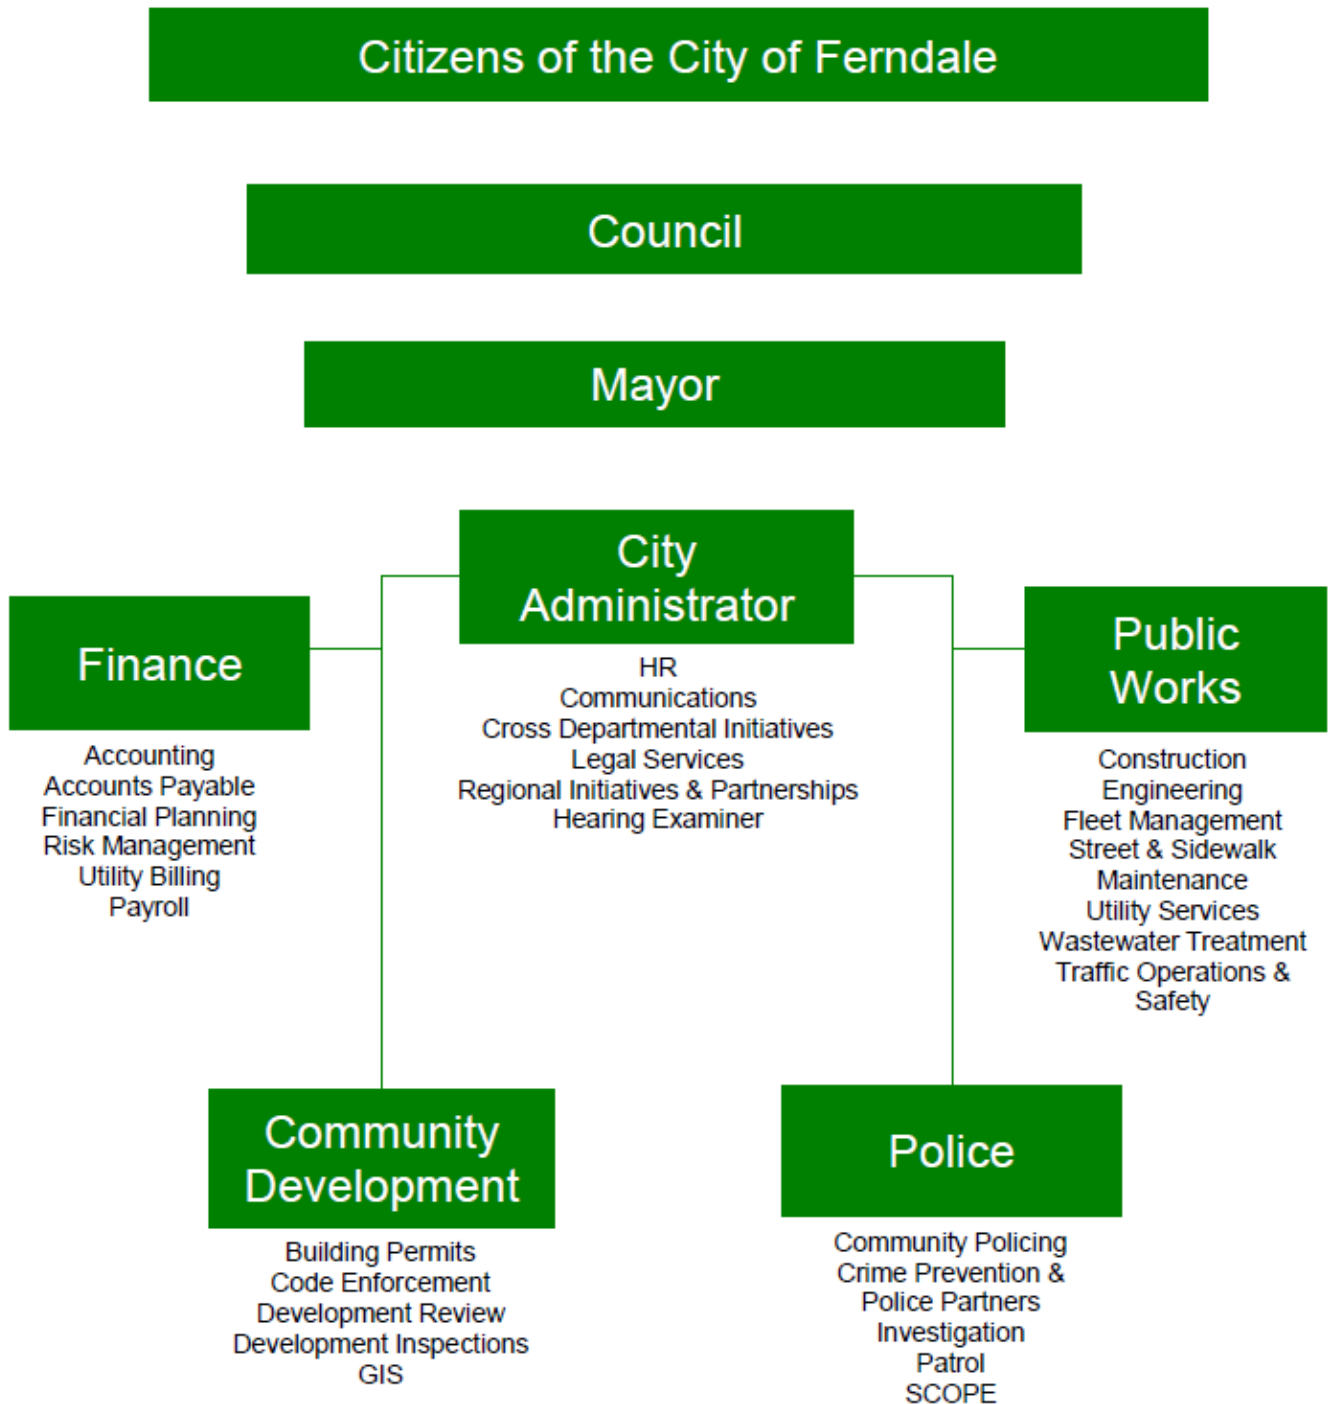 Citizens of the City of Ferndale
Council
Mayor
City
Administrator
HR
Communications
Cross Departmental Initiatives
Legal Services
Regional Initiatives & Partnerships
Hearing Examiner
Finance
Accounting
Accounts Payable
Financial Planning
Risk Management
Utility Billing
Payroll
Public
Works
Construction
Engineering
Fleet Management
Street & Sidewalk
Maintenance
Utility Services
Wastewater Treatment
Traffic Operations &
Safety
Community
Development
Building Permits
Code Enforcement
Development Review
Development Inspections
GIS
Police
Community Policing
Crime Prevention &
Police Partners
Investigation
Patrol
SCOPE